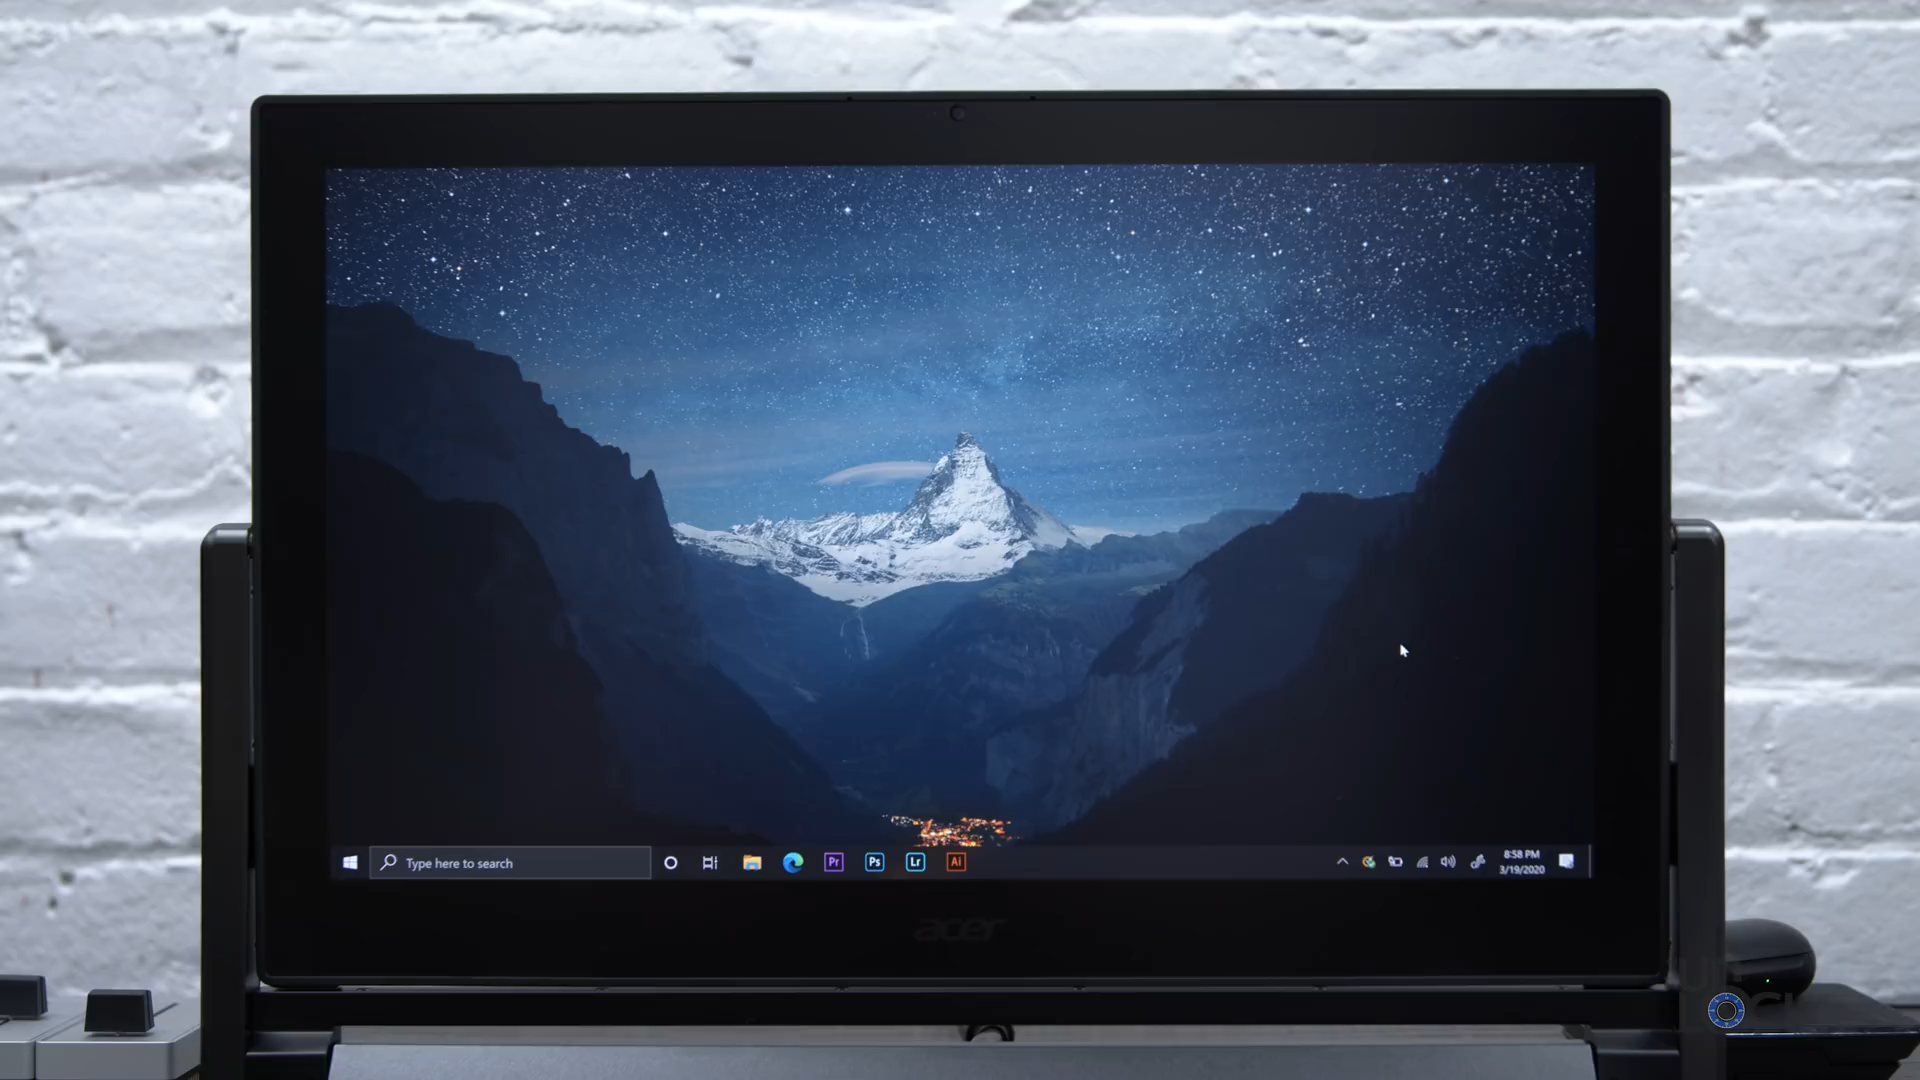 Type here to search
Pr
Ps
Lr
Ai
8:58 PM
3/19/2020
acer